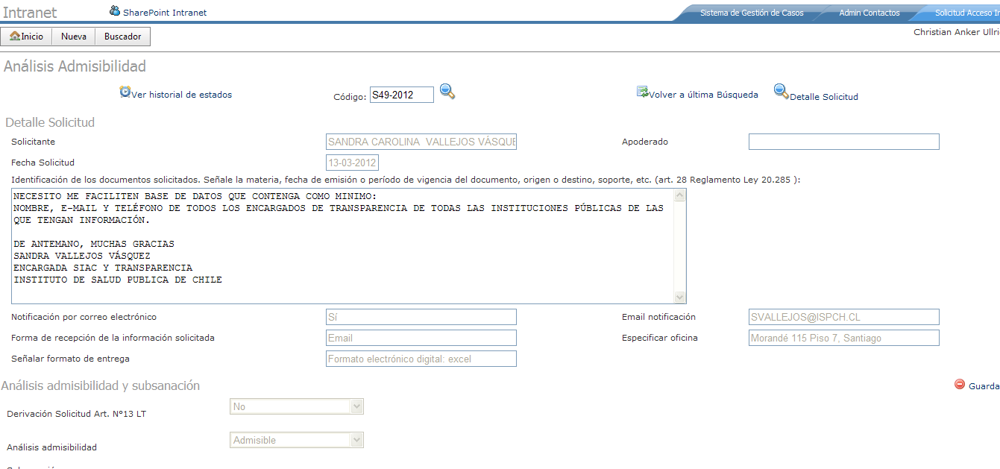 Intranet SharePoint Intranet Sistema de Gestión de Casos Admin Contactos Solicitud Acceso
Inicio Nueva Buscador Christian Anker
Análisis Admisibilidad
Ver historial de estados Código: S49-2012 Volver a última Búsqueda Detalle Solicitud
Detalle Solicitud
Solicitante SANDRA CAROLINA VALLEJOS VÁSQUE Apoderado
Fecha Solicitud 13-03-2012
Identificación de los documentos solicitados. Señale la materia, fecha de emisión o período de vigencia del documento, origen o destino, soporte, etc. (art. 28 Reglamento Ley 20.285 ):
NECESITO ME FACILITEN BASE DE DATOS QUE CONTENGA COMO MINIMO:
NOMBRE, E-MAIL Y TELÉFONO DE TODOS LOS ENCARGADOS DE TRANSPARENCIA DE TODAS LAS INSTITUCIONES PÚBLICAS DE LAS
QUE TENGAN INFORMACIÓN.
DE ANTEMANO, MUCHAS GRACIAS
SANDRA VALLEJOS VÁSQUEZ
ENCARGADA SIAC Y TRANSPARENCIA
INSTITUTO DE SALUD PUBLICA DE CHILE
Notificación por correo electrónico Sí Email notificación SVALLEJOS@ISPCH.CL
Forma de recepción de la información solicitada Email Especificar oficina Morandé 115 Piso 7, Santiago
Señalar formato de entrega Formato electrónico digital: excel
Análisis admisibilidad y subsanación Guarda
Derivación Solicitud Art. Nº13 LT No
Análisis admisibilidad Admisible